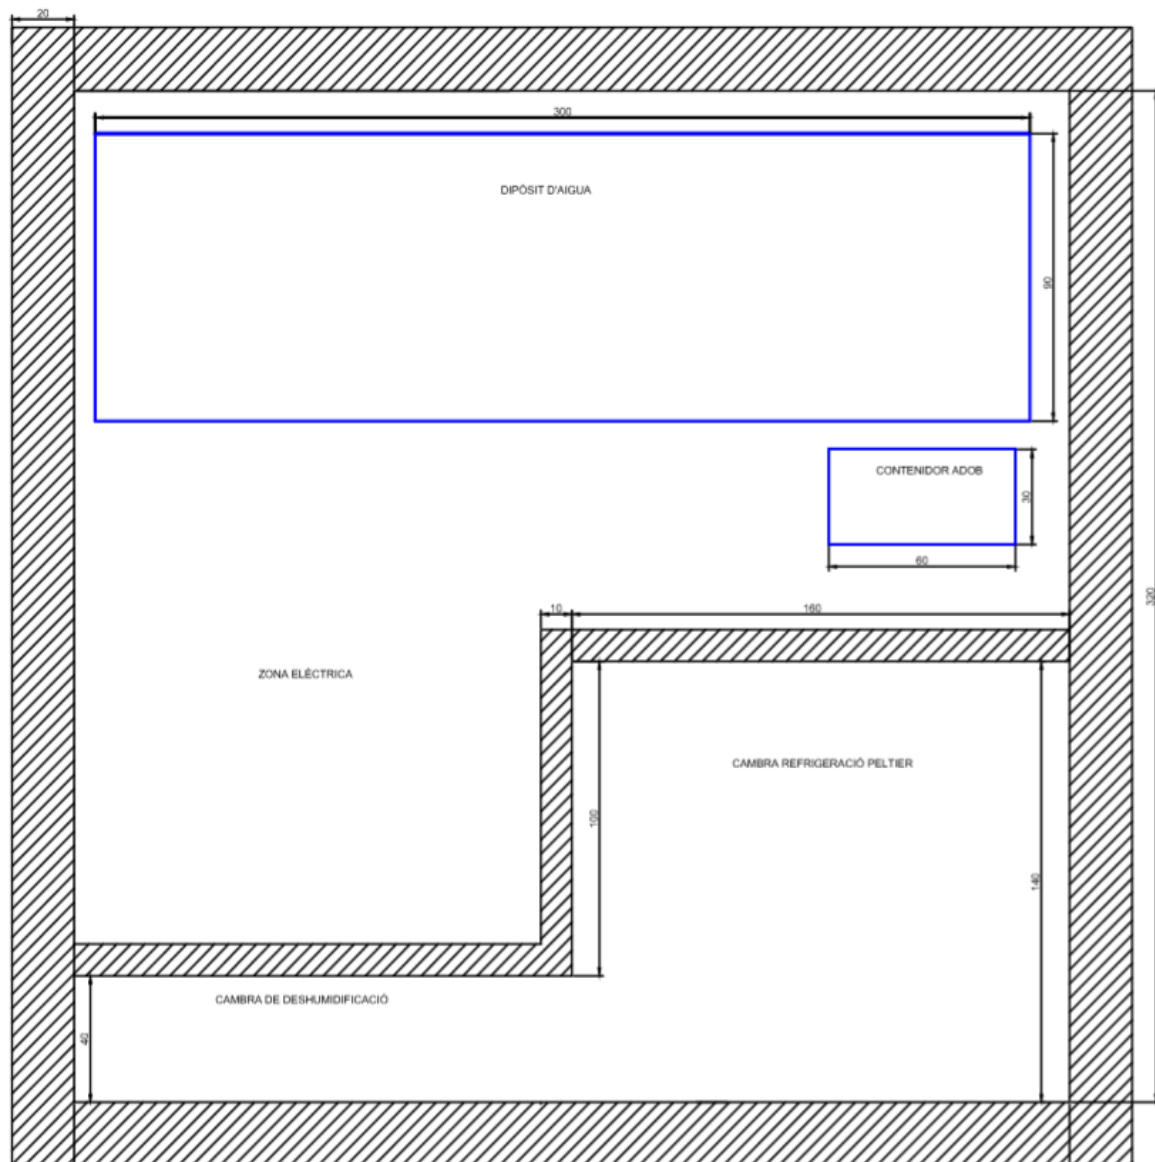 20
300
DIPÒSIT D'AIGUA
90
CONTENIDOR ADOB
30
60
320
10
160
ZONA ELÉCTRICA
CAMBRA REFRIGERACIÓ PELTIER
100
140
CAMBRA DE DESHUMIDIFICACIÓ
40